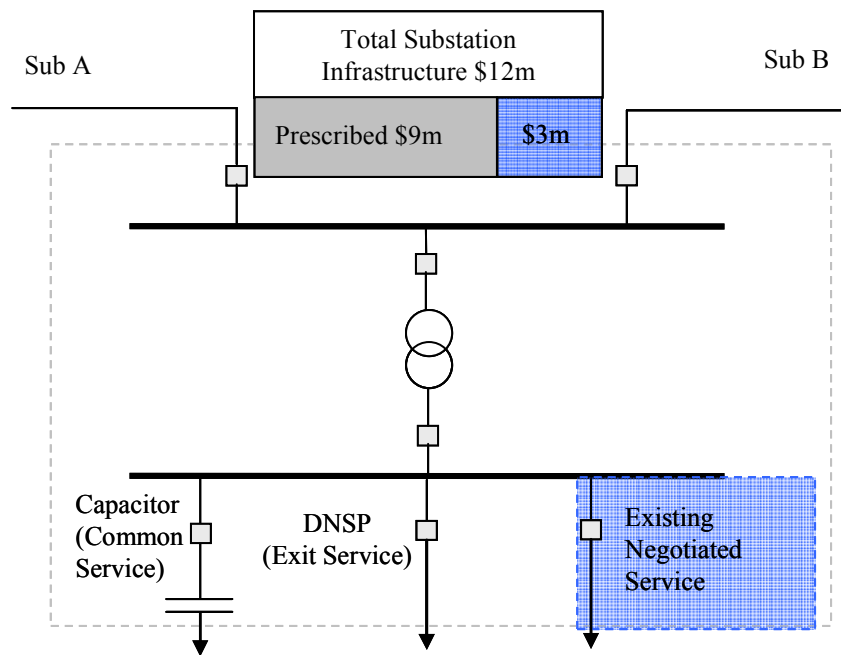 Total Substation
Infrastructure $12m
Sub A
Sub B
Prescribed $9m
$3m
Capacitor
(Common
Service)
DNSP
(Exit Service)
Existing
Negotiated
Service